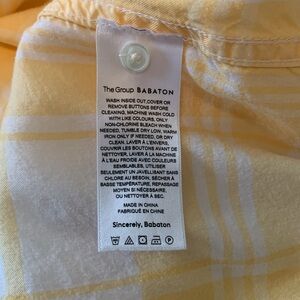 The Group BABATON
WASH INSIDE OUT,COVER OR
REMOVE BUTTONS BEFORE
CLEANING, MACHINE WASH COLD
WITH LIKE COLOURS, ONLY
NON-CHLORINE BLEACH WHEN
NEEDED, TUMBLE DRY LOW, WARM
IRON ONLY IF NEEDED, OR DRY
CLEAN. LAVER À L'ENVERS,
COUVRIR LES BOUTONS AVANT DE
NETTOYER, LAVER À LA MACHINE
À L'EAU FROIDE AVEC COULEURS
SEMBLABLES, UTILISER
SEULEMENT UN JAVELLISANT SANS
CHLORE AU BESOIN, SÉCHER À
BASSE TEMPÉRATURE, REPASSAGE
MOYEN SI NÉCESSAIRE,
OU NETTOYER À SEC.
MADE IN CHINA
FABRIQUÉ EN CHINE
Sincerely, Babaton